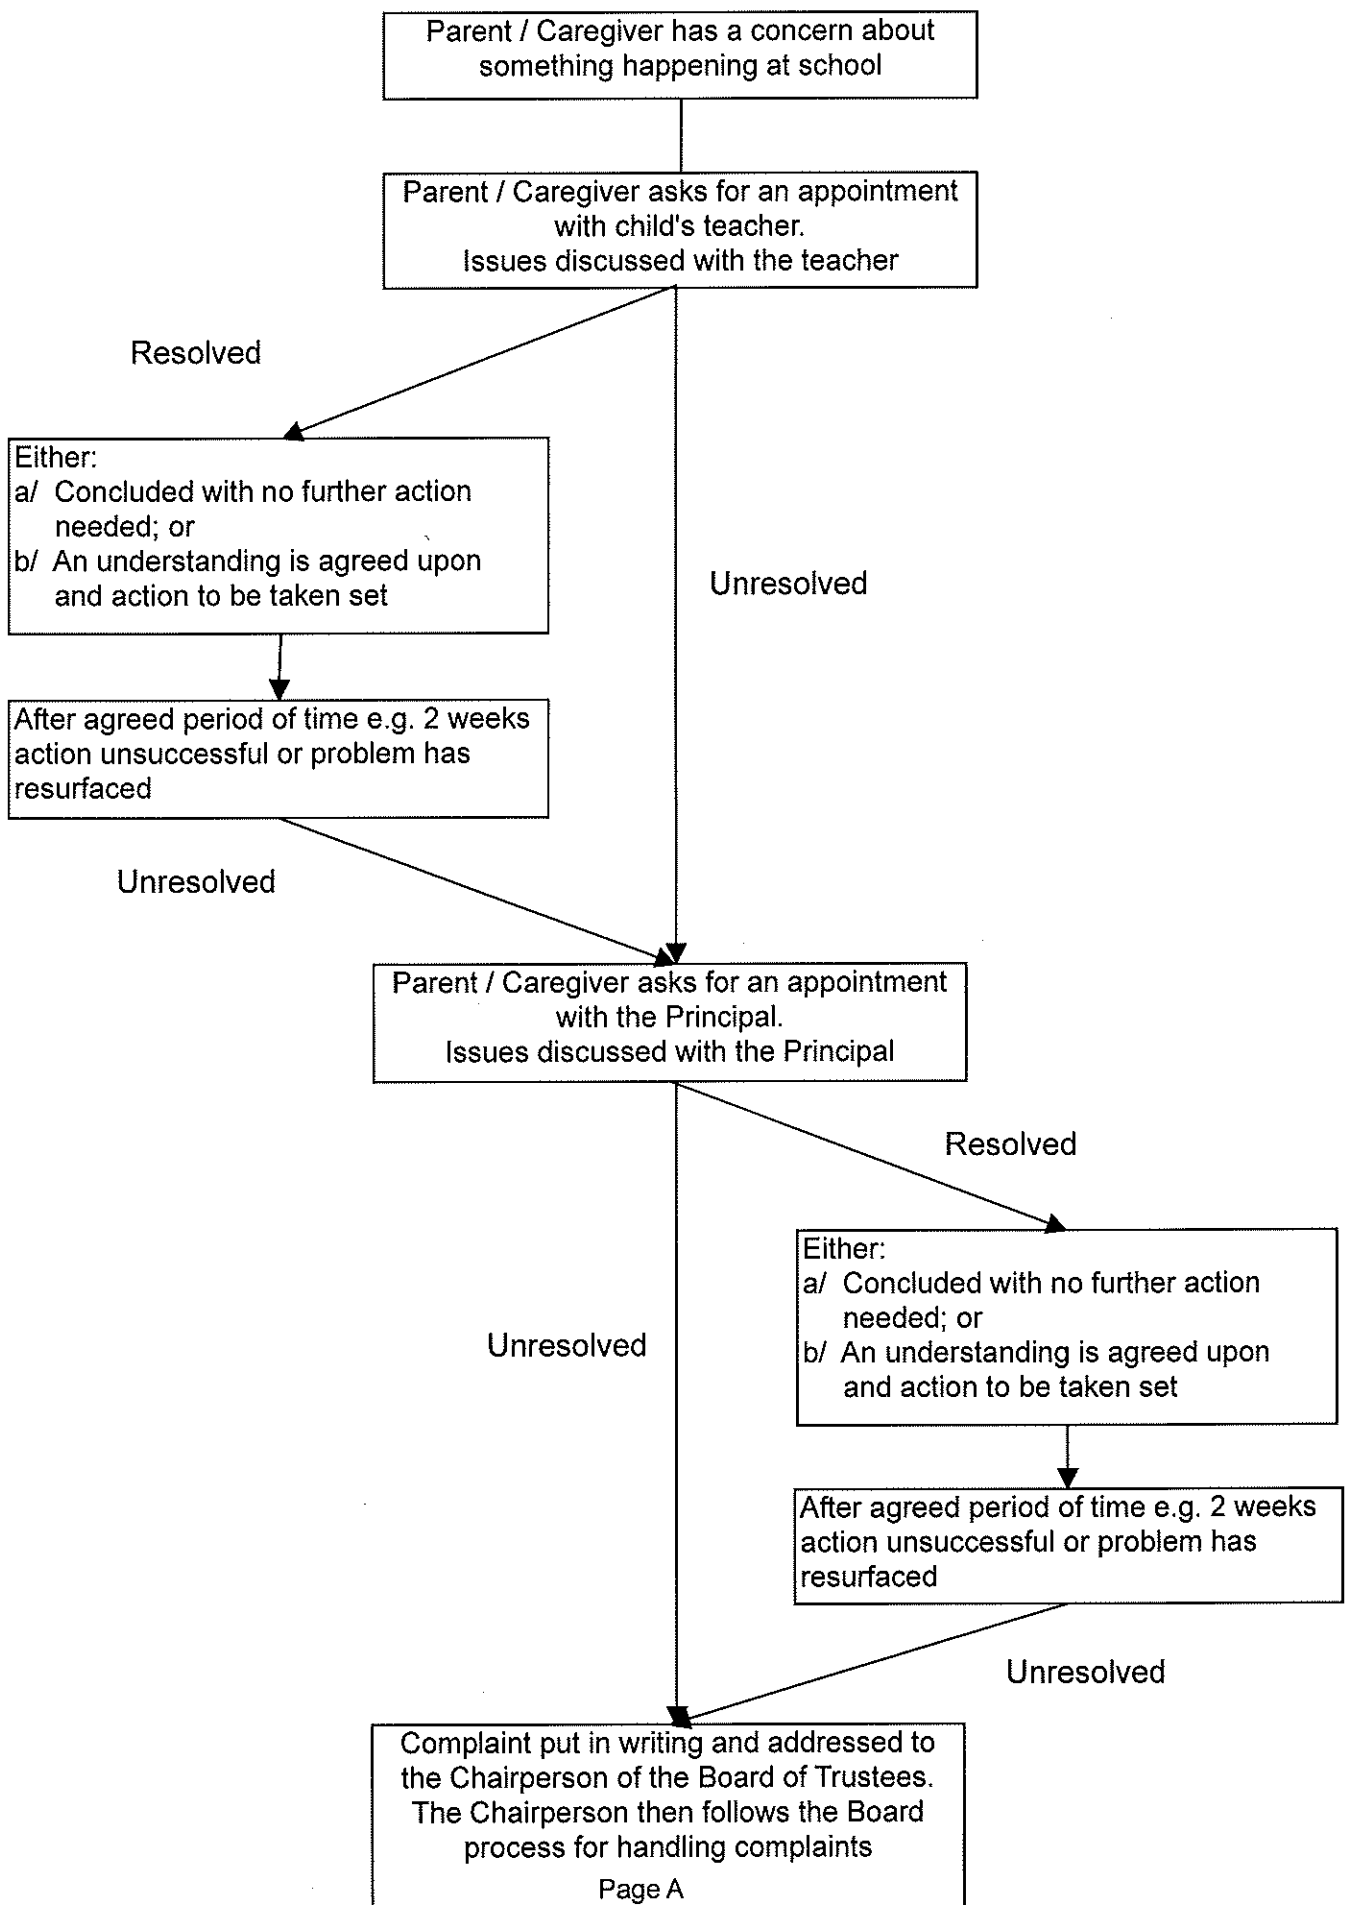 Parent / Caregiver has a concern about
something happening at school
Parent / Caregiver asks for an appointment
with child's teacher.
Issues discussed with the teacher
Resolved
Either:
a/ Concluded with no further action
needed; or
b/ An understanding is agreed upon
and action to be taken set
Unresolved
After agreed period of time e.g. 2 weeks
action unsuccessful or problem has
resurfaced
Unresolved
Parent / Caregiver asks for an appointment
with the Principal.
Issues discussed with the Principal
Resolved
Either:
a/ Concluded with no further action
needed; or
b/ An understanding is agreed upon
and action to be taken set
Unresolved
After agreed period of time e.g. 2 weeks
action unsuccessful or problem has
resurfaced
Unresolved
Complaint put in writing and addressed to
the Chairperson of the Board of Trustees.
The Chairperson then follows the Board
process for handling complaints
Page A